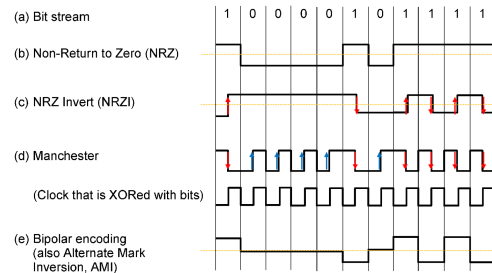 (a) Bit stream 1 0 0 0 0 1 0 1 1 1 1
(b) Non-Return to Zero (NRZ)
(c) NRZ Invert (NRZI)
(d) Manchester
(Clock that is XORed with bits)
(e) Bipolar encoding
(also Alternate Mark
Inversion, AMI)